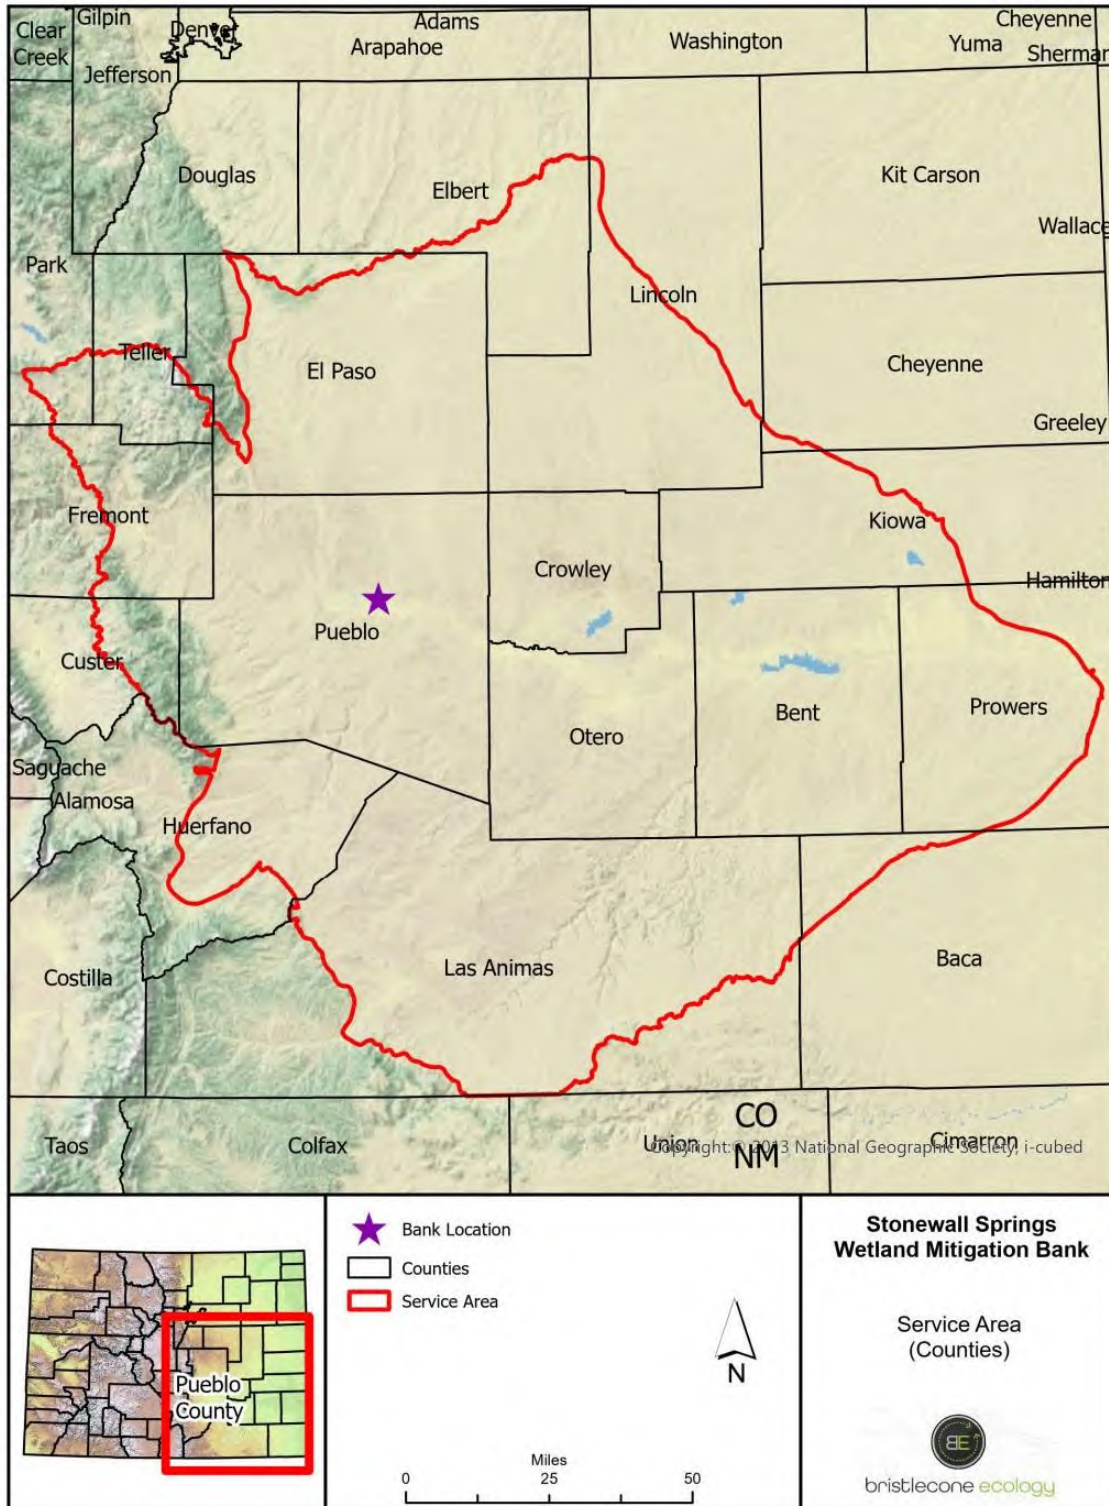 Gilpin
Clear
Creek
Denver
Adams
Arapahoe
Washington
Cheyenne
Yuma
Sherman
Jefferson
Douglas
Elbert
Kit Carson
Wallace
Park
Lincoln
Teller
El Paso
Cheyenne
Greeley
Fremont
Kiowa
Crowley
Hamilton
Pueblo
Custer
Prowers
Bent
Otero
Saguache
Alamosa
Huerfano
Las Animas
Baca
Costilla
CO
NM
Taos
Colfax
Union
Cimarron
Copyright:© 2013 National Geographic Society, i-cubed
Bank Location
Counties
Service Area
N
Miles
0 25 50
Pueblo
County
Stonewall Springs
Wetland Mitigation Bank
Service Area
(Counties)
BE
bristlecone ecology